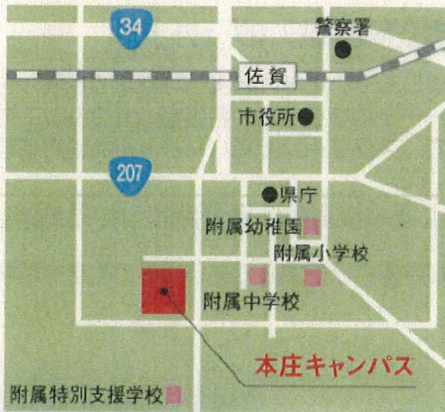 34
警察署
佐賀
市役所
207
県庁
附属幼稚園
附属小学校
附属中学校
本庄キャンパス
附属特別支援学校